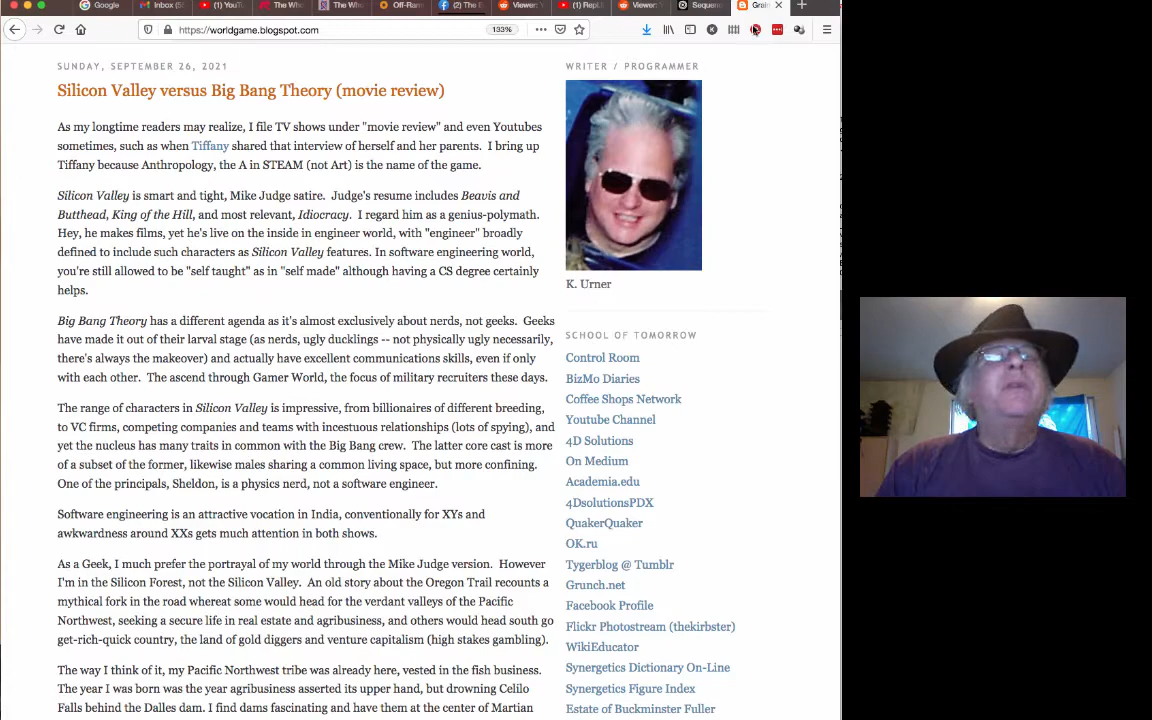 Google
Inbox (5
(1) YouT
The Who
The Who
Off-Ram
(2) The F
Reddit
Viewer
(1) Repl.
Viewer
Sequenc
Grain
https://worldgame.blogspot.com
133%
SUNDAY, SEPTEMBER 26, 2021
Silicon Valley versus Big Bang Theory (movie review)
As my longtime readers may realize, I file TV shows under "movie review" and even Youtubes
sometimes, such as when Tiffany shared that interview of herself and her parents. I bring up
Tiffany because Anthropology, the A in STEAM (not Art) is the name of the game.
Silicon Valley is smart and tight, Mike Judge satire. Judge's resume includes Beavis and
Butthead, King of the Hill, and most relevant, Idiocracy. I regard him as a genius-polymath.
Hey, he makes films, yet he's live on the inside in engineer world, with "engineer" broadly
defined to include such characters as Silicon Valley features. In software engineering world,
you're still allowed to be "self taught" as in "self made" although having a CS degree certainly
helps.
Big Bang Theory has a different agenda as it's almost exclusively about nerds, not geeks. Geeks
have made it out of their larval stage (as nerds, ugly ducklings -- not physically ugly necessarily,
there's always the makeover) and actually have excellent communications skills, even if only
with each other. The ascend through Gamer World, the focus of military recruiters these days.
The range of characters in Silicon Valley is impressive, from billionaires of different breeding,
to VC firms, competing companies and teams with incestuous relationships (lots of spying), and
yet the nucleus has many traits in common with the Big Bang crew. The latter core cast is more
of a subset of the former, likewise males sharing a common living space, but more confining.
One of the principals, Sheldon, is a physics nerd, not a software engineer.
Software engineering is an attractive vocation in India, conventionally for XYs and
awkwardness around XXs gets much attention in both shows.
As a Geek, I much prefer the portrayal of my world through the Mike Judge version. However
I'm in the Silicon Forest, not the Silicon Valley. An old story about the Oregon Trail recounts a
mythical fork in the road whereat some would head for the verdant valleys of the Pacific
Northwest, seeking a secure life in real estate and agribusiness, and others would head south go
get-rich-quick country, the land of gold diggers and venture capitalism (high stakes gambling).
The way I think of it, my Pacific Northwest tribe was already here, vested in the fish business.
The year I was born was the year agribusiness asserted its upper hand, but drowning Celilo
Falls behind the Dalles dam. I find dams fascinating and have them at the center of Martian
WRITER / PROGRAMMER
K. Urner
SCHOOL OF TOMORROW
Control Room
BizMo Diaries
Coffee Shops Network
Youtube Channel
4D Solutions
On Medium
Academia.edu
4DsolutionsPDX
QuakerQuaker
OK.ru
Tygerblog @ Tumblr
Grunch.net
Facebook Profile
Flickr Photostream (thekirbster)
WikiEducator
Synergetics Dictionary On-Line
Synergetics Figure Index
Estate of Buckminster Fuller